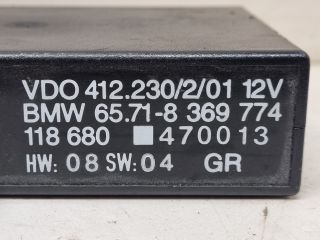 VDO 412.230/2/01 12V
BMW 65.71-8 369 774
118 680 470013
HW: 08 SW: 04 GR